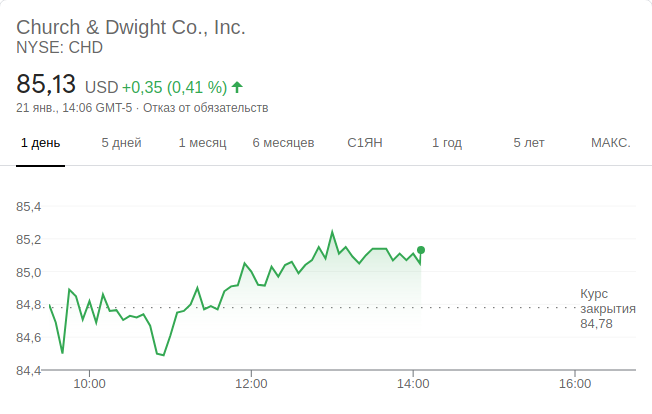 Church & Dwight Co., Inc.
NYSE: CHD
85,13 USD +0,35 (0,41 %)
21 янв., 14:06 GMT-5 · Отказ от обязательств
1 день 5 дней 1 месяц 6 месяцев С1ЯН 1 год 5 лет МАКС.
85,4
85,2
85,0
84,8
84,6
84,4
Курс
закрытия
84,78
10:00 12:00 14:00 16:00